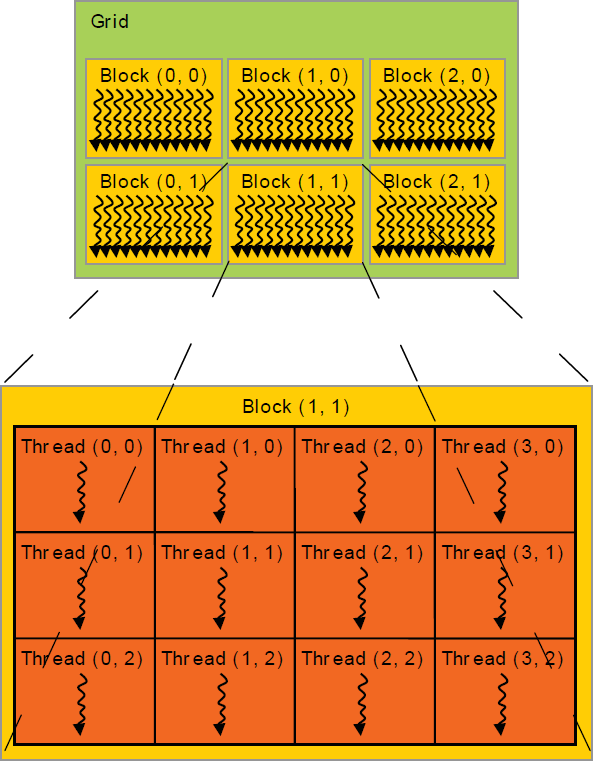 Grid
Block (0, 0) Block (1, 0) Block (2, 0)
Block (0, 1) Block (1, 1) Block (2, 1)
Block (1, 1)
Thread (0, 0) Thread (1, 0) Thread (2, 0) Thread (3, 0)
Thread (0, 1) Thread (1, 1) Thread (2, 1) Thread (3, 1)
Thread (0, 2) Thread (1, 2) Thread (2, 2) Thread (3, 2)